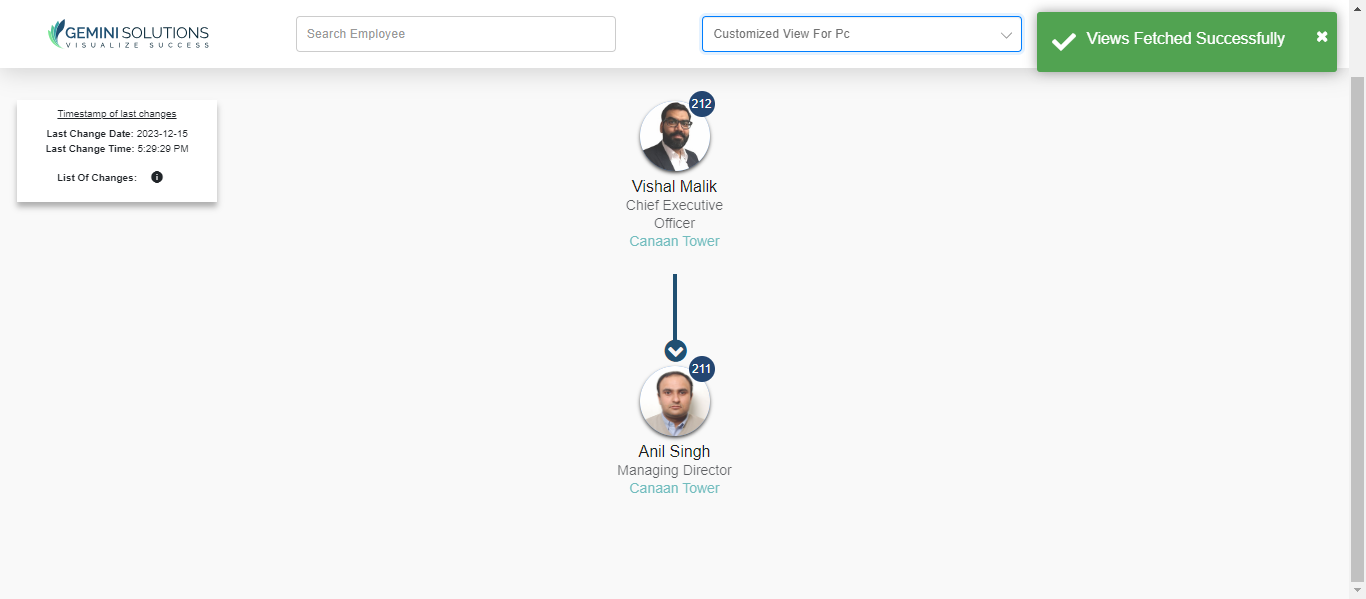 GEMINI SOLUTIONS
VISUALIZE SUCCESS
Search Employee
Customized View For Pc
Views Fetched Successfully
Timestamp of last changes
Last Change Date: 2023-12-15
Last Change Time: 5:29:29 PM
List Of Changes:
212
Vishal Malik
Chief Executive
Officer
Canaan Tower
211
Anil Singh
Managing Director
Canaan Tower